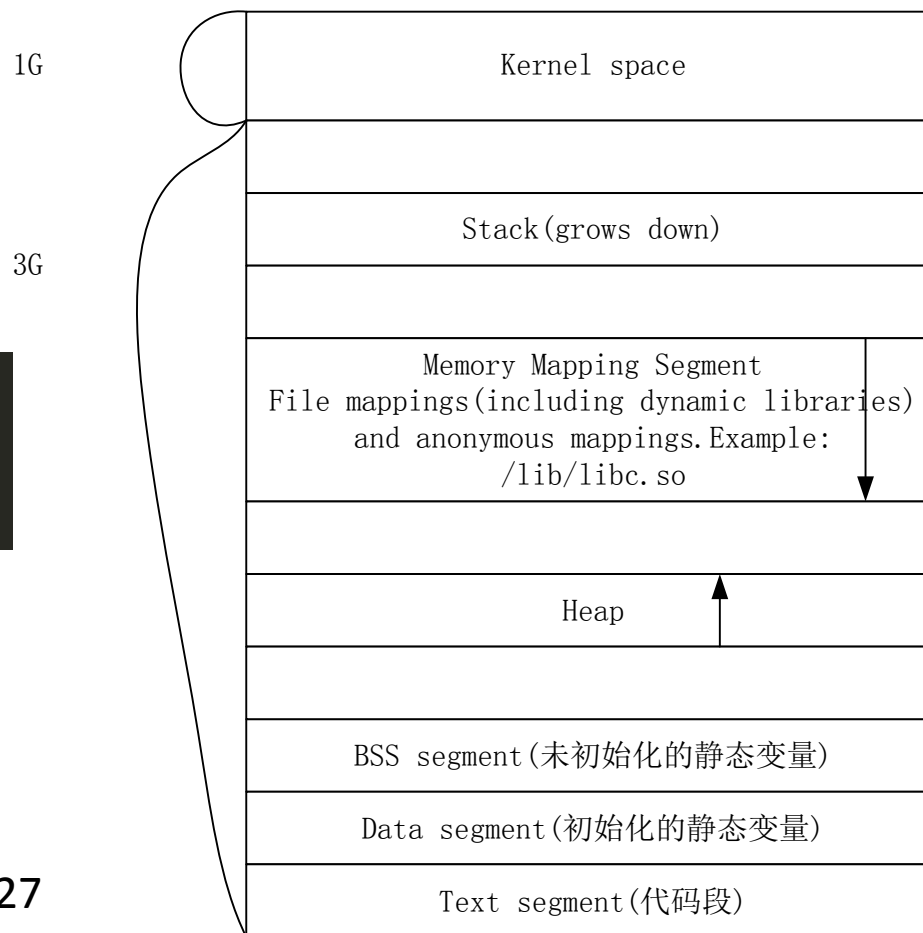 1G
Kernel space
Stack(grows down)
3G
Memory Mapping Segment
File mappings(including dynamic libraries)
and anonymous mappings.Example:
/lib/libc.so
Heap
BSS segment(未初始化的静态变量)
Data segment(初始化的静态变量)
Text segment(代码段)
27